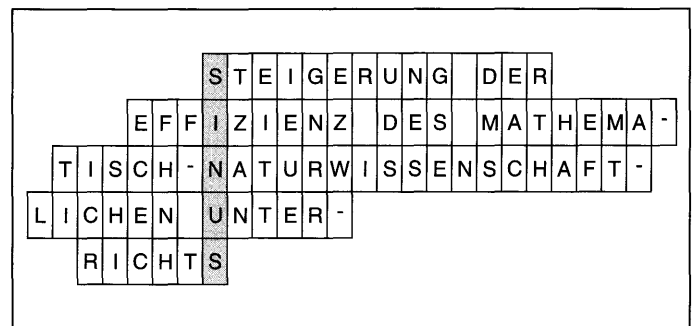 STEIGERUNG DER
EFFIZIENZ DES MATHEMA-
TISCH-NATURWISSENSCHAFT-
LICHEN UNTER-
RICHTS